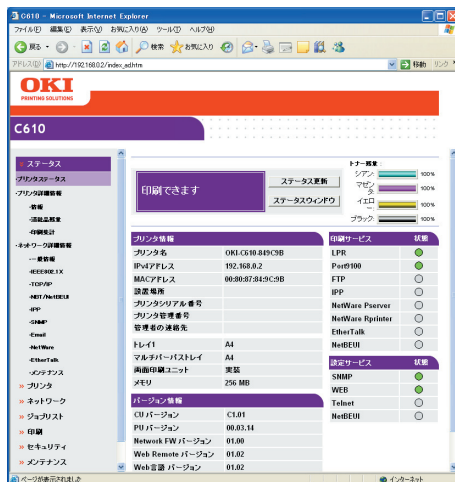 C610 - Microsoft Internet Explorer
ファイル(F) 編集(E) 表示(V) お気に入り(A) ツール(T) ヘルプ(H)
戻る 検索 お気に入り
アドレス(D) http://192.168.0.2/index_ad.htm 移動 リンク
OKI
PRINTING SOLUTIONS
C610
ステータス
・プリンタステータス
・プリンタ詳細情報
-情報
-消耗品残量
-印刷集計
・ネットワーク詳細情報
-一般情報
-IEEE802.1X
-TCP/IP
-NBT/NetBEUI
-IPP
-SNMP
-Email
-NetWare
-EtherTalk
-メンテナンス
» プリンタ
» ネットワーク
» ジョブリスト
» 印刷
» セキュリティ
» メンテナンス
印刷できます
ステータス更新
ステータスウィンドウ
トナー残量:
シアン: 100%
マゼンタ: 100%
イエロー: 100%
ブラック: 100%
プリンタ情報
プリンタ名 OKI-C610-849C9B
IPv4アドレス 192.168.0.2
MACアドレス 00:80:87:84:9C:9B
設置場所
プリンタシリアル番号
プリンタ管理番号
管理者の連絡先
トレイ1 A4
マルチパーパストレイ A4
両面印刷ユニット 実装
メモリ 256 MB
バージョン情報
CU バージョン C1.01
PU バージョン 00.03.14
Network FW バージョン 01.00
Web Remote バージョン 01.02
Web言語 バージョン 01.02
印刷サービス 状態
LPR
Port9100
FTP
IPP
NetWare Pserver
NetWare Rprinter
EtherTalk
NetBEUI
設定サービス 状態
SNMP
WEB
Telnet
NetBEUI
ページが表示されました
インターネット